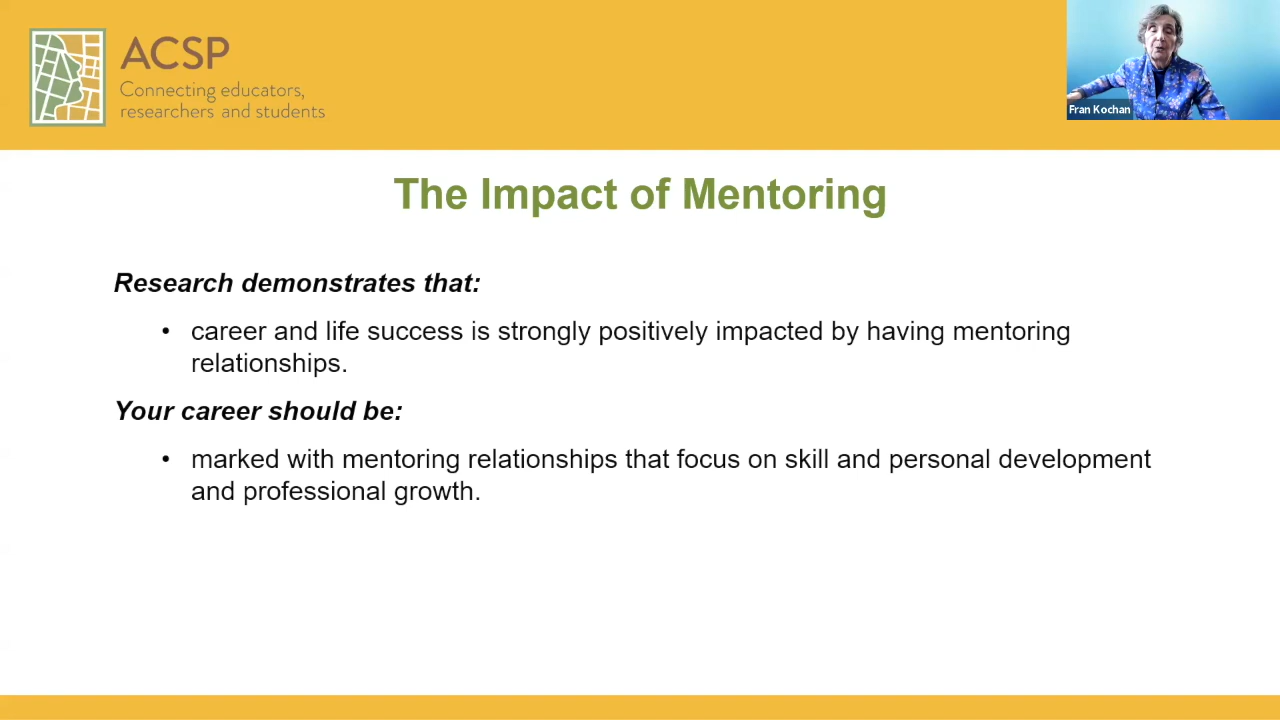 ACSP
Connecting educators,
researchers and students
Fran Kochan
The Impact of Mentoring
Research demonstrates that:
• career and life success is strongly positively impacted by having mentoring
relationships.
Your career should be:
• marked with mentoring relationships that focus on skill and personal development
and professional growth.